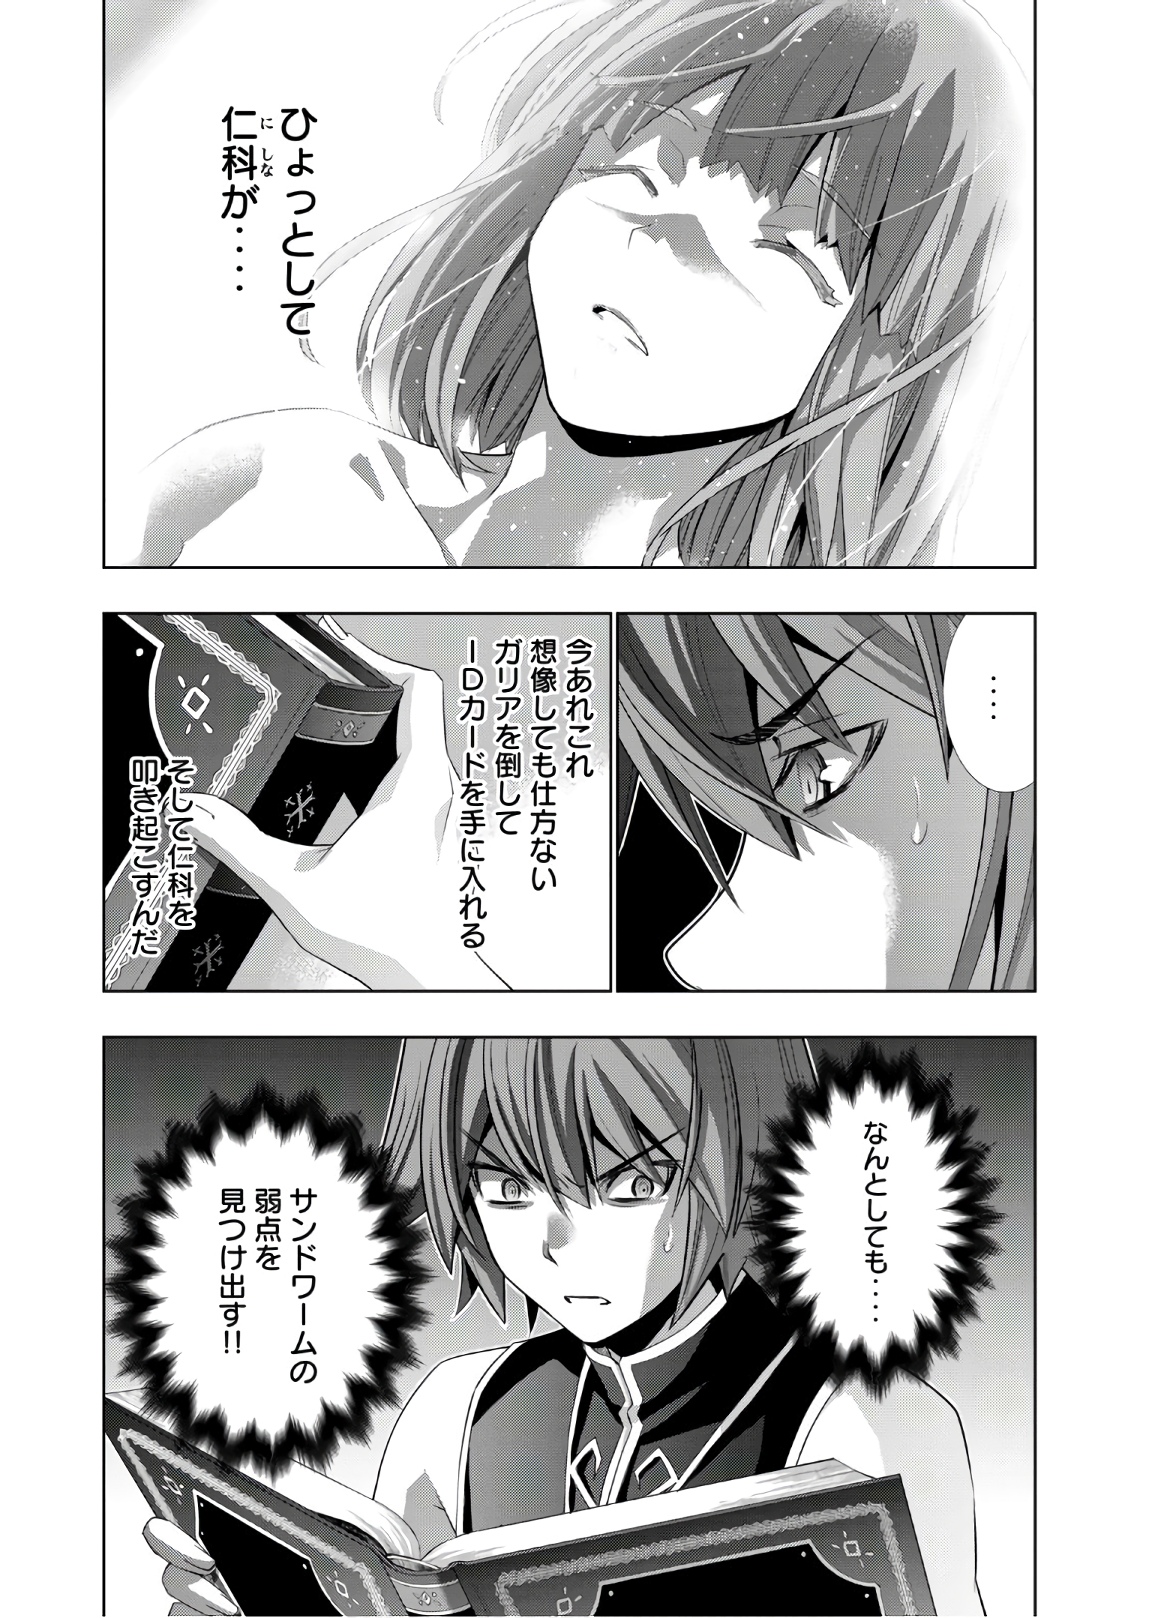 ひょっとして
仁科が‥‥
にしな
‥‥
今あれこれ
想像しても仕方ない
ガリアを倒して
IDカードを手に入れる
そして仁科を
叩き起こすんだ
なんとしても‥‥
サンドワームの
弱点を
見つけ出す!!